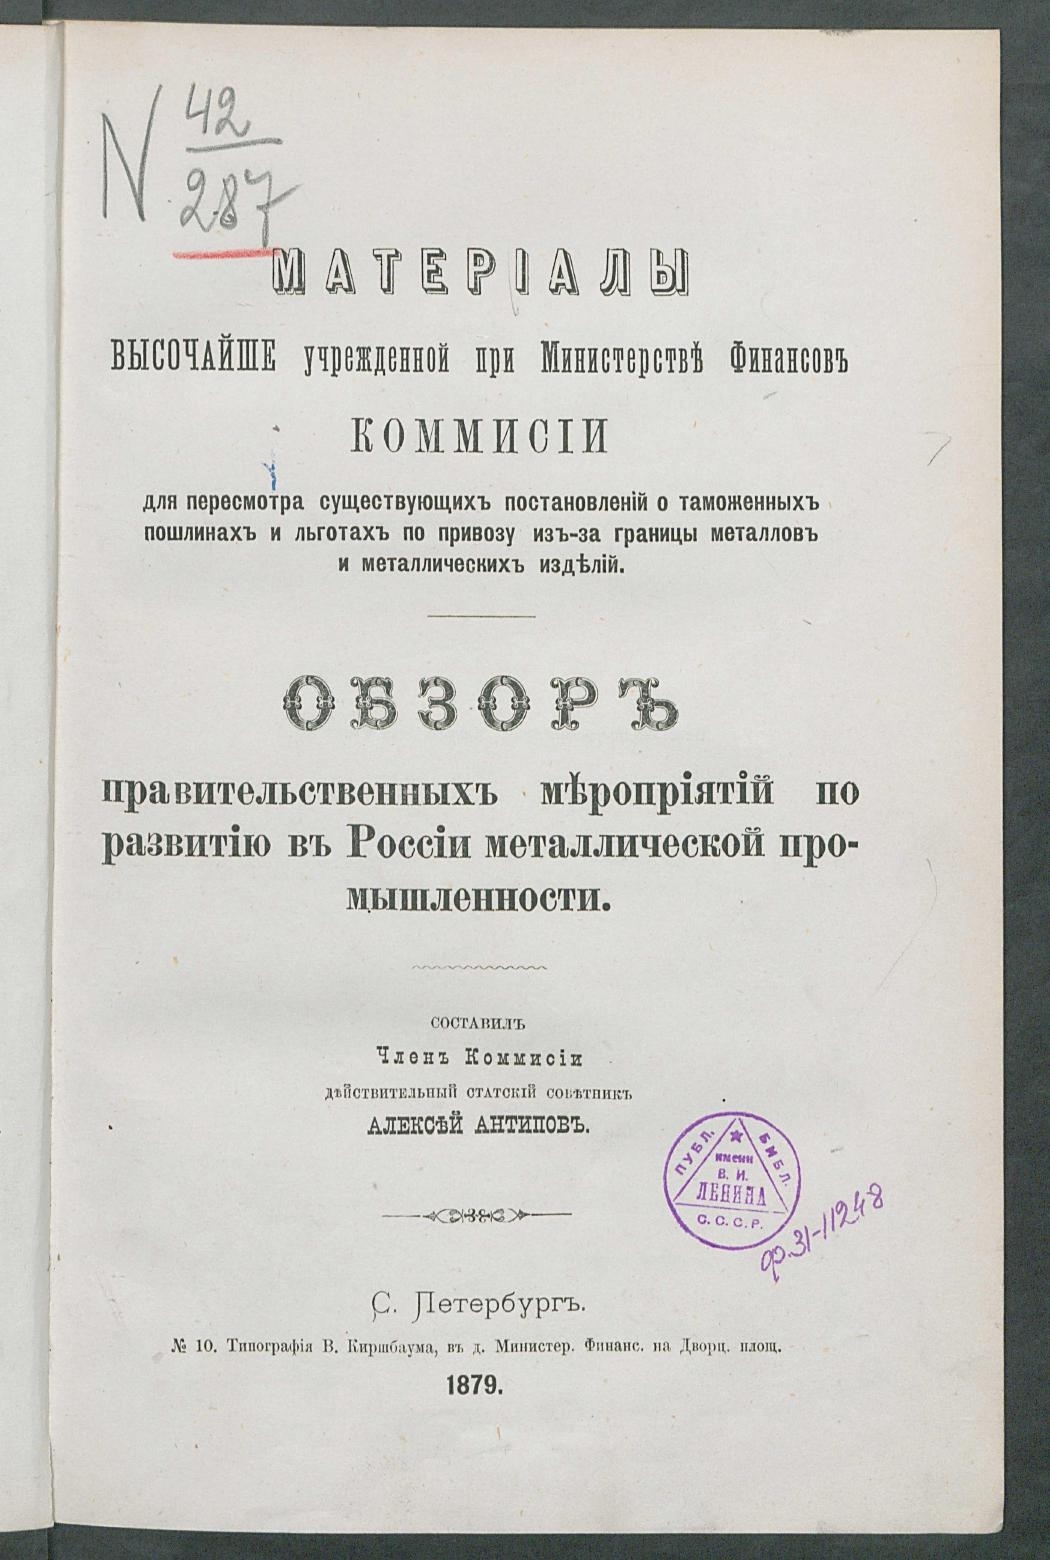 N 42
287
МАТЕРІАЛЫ
ВЫСОЧАЙШЕ учрежденной при Министерствѣ Финансовъ
КОММИСІИ
для пересмотра существующихъ постановленій о таможенныхъ
пошлинахъ и льготахъ по привозу изъ-за границы металловъ
и металлическихъ издѣлій.
ОБЗОРЪ
правительственныхъ мѣропріятій по
развитію въ Россіи металлической про-
мышленности.
СОСТАВИЛЪ
Членъ Коммисіи
ДѢЙСТВИТЕЛЬНЫЙ СТАТСКІЙ СОВѢТНИКЪ
АЛЕКСѢЙ АНТИПОВЪ.
ПУБЛ. БИБЛ.
имени
В. И.
ЛЕНИНА
С. С. С. Р.
ф.31-11248
С. Петербургъ.
№ 10. Типографія В. Киршбаума, въ д. Министер. Финанс. на Дворц. площ.
1879.